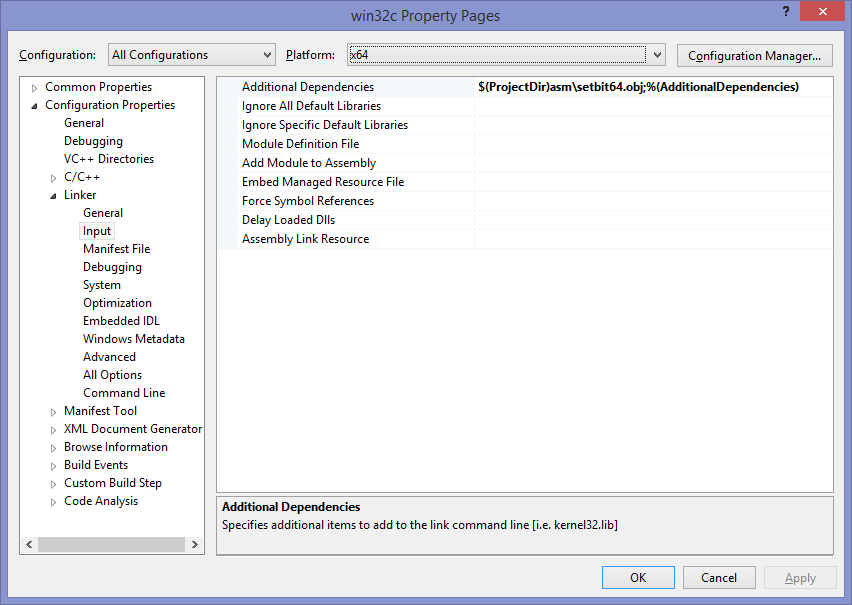 win32c Property Pages
? ×
Configuration: All Configurations Platform: x64 Configuration Manager...
Common Properties
Configuration Properties
General
Debugging
VC++ Directories
C/C++
Linker
General
Input
Manifest File
Debugging
System
Optimization
Embedded IDL
Windows Metadata
Advanced
All Options
Command Line
Manifest Tool
XML Document Generator
Browse Information
Build Events
Custom Build Step
Code Analysis
Additional Dependencies $(ProjectDir)asm\setbit64.obj;%(AdditionalDependencies)
Ignore All Default Libraries
Ignore Specific Default Libraries
Module Definition File
Add Module to Assembly
Embed Managed Resource File
Force Symbol References
Delay Loaded Dlls
Assembly Link Resource
Additional Dependencies
Specifies additional items to add to the link command line [i.e. kernel32.lib]
OK Cancel Apply